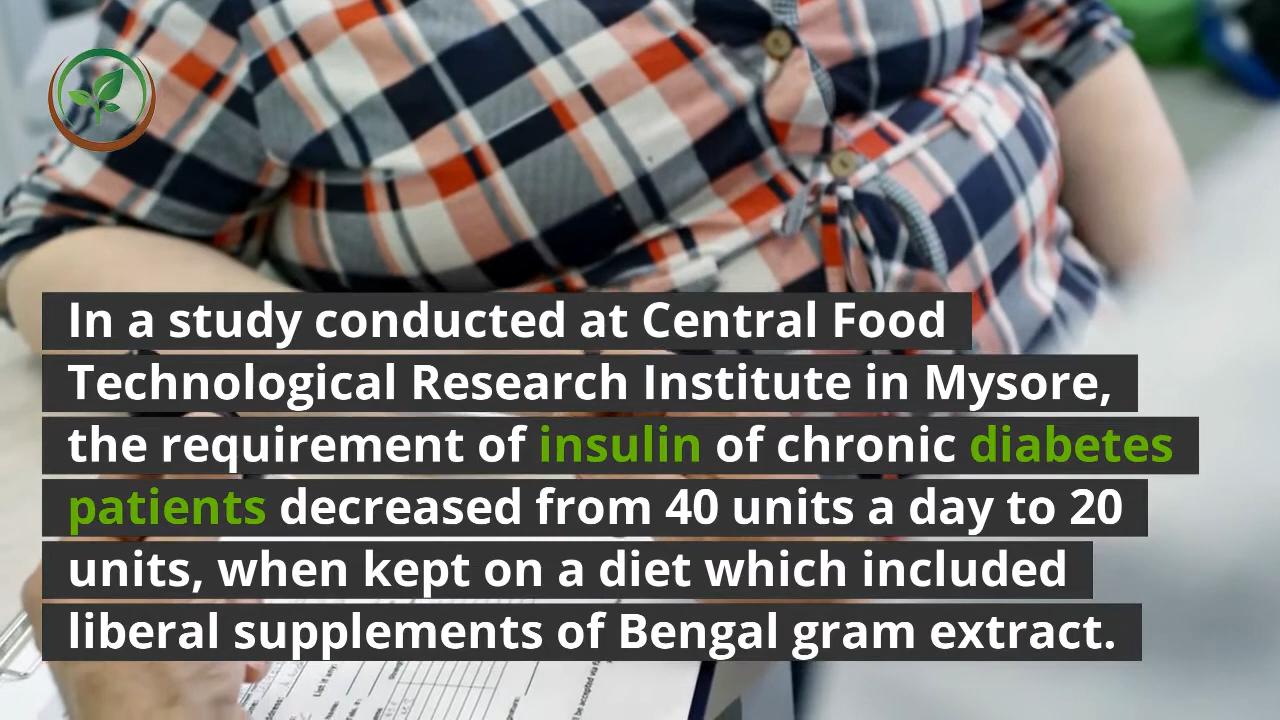 In a study conducted at Central Food
Technological Research Institute in Mysore,
the requirement of insulin of chronic diabetes
patients decreased from 40 units a day to 20
units, when kept on a diet which included
liberal supplements of Bengal gram extract.